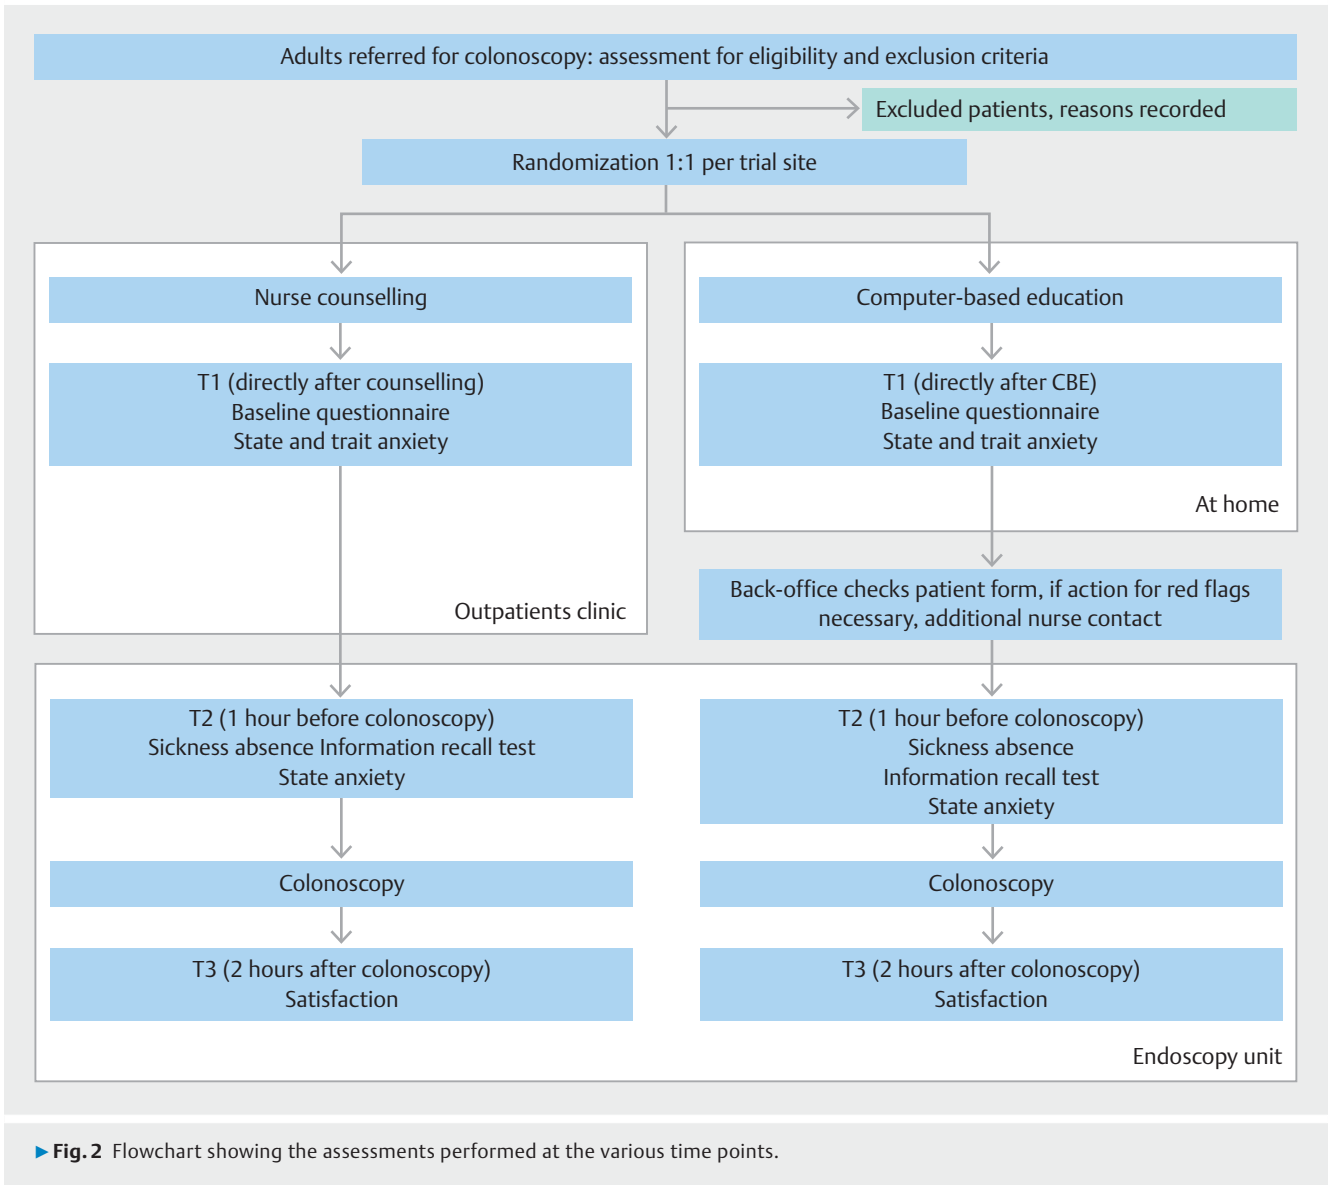 Adults referred for colonoscopy: assessment for eligibility and exclusion criteria
Excluded patients, reasons recorded
Randomization 1:1 per trial site
Nurse counselling
T1 (directly after counselling)
Baseline questionnaire
State and trait anxiety
Outpatients clinic
Computer-based education
T1 (directly after CBE)
Baseline questionnaire
State and trait anxiety
At home
Back-office checks patient form, if action for red flags
necessary, additional nurse contact
T2 (1 hour before colonoscopy)
Sickness absence Information recall test
State anxiety
Colonoscopy
T3 (2 hours after colonoscopy)
Satisfaction
T2 (1 hour before colonoscopy)
Sickness absence
Information recall test
State anxiety
Colonoscopy
T3 (2 hours after colonoscopy)
Satisfaction
Endoscopy unit
▶ Fig. 2 Flowchart showing the assessments performed at the various time points.